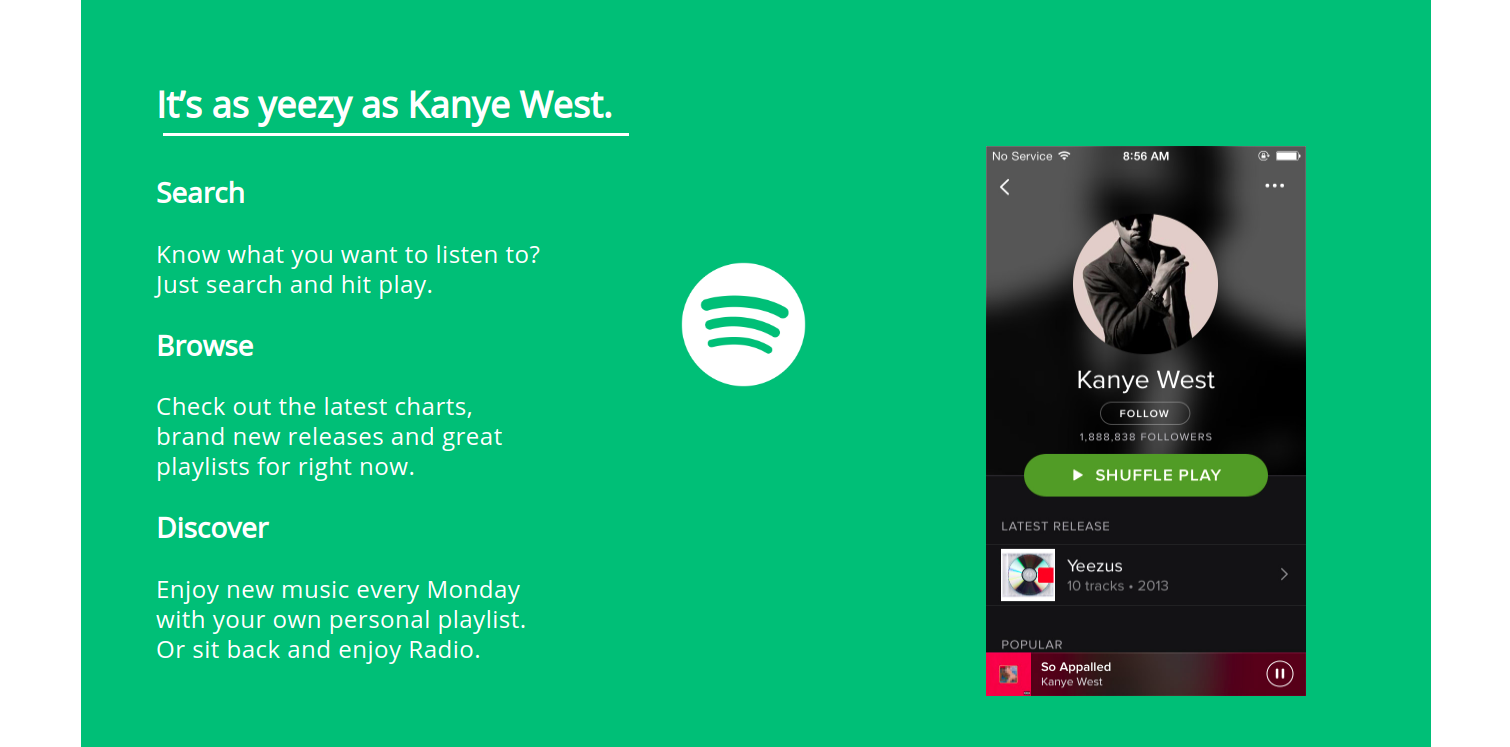 It’s as yeezy as Kanye West.
Search
Know what you want to listen to?
Just search and hit play.
Browse
Check out the latest charts,
brand new releases and great
playlists for right now.
Discover
Enjoy new music every Monday
with your own personal playlist.
Or sit back and enjoy Radio.
No Service 8:56 AM
Kanye West
FOLLOW
1,888,838 FOLLOWERS
SHUFFLE PLAY
LATEST RELEASE
Yeezus
10 tracks • 2013
POPULAR
So Appalled
Kanye West